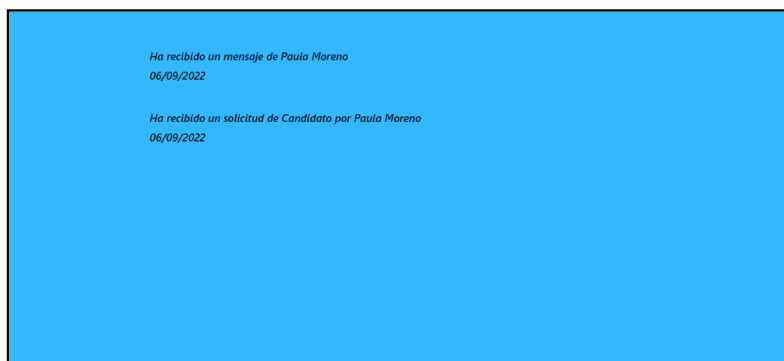 Ha recibido un mensaje de Paula Moreno
06/09/2022
Ha recibido un solicitud de Candidato por Paula Moreno
06/09/2022